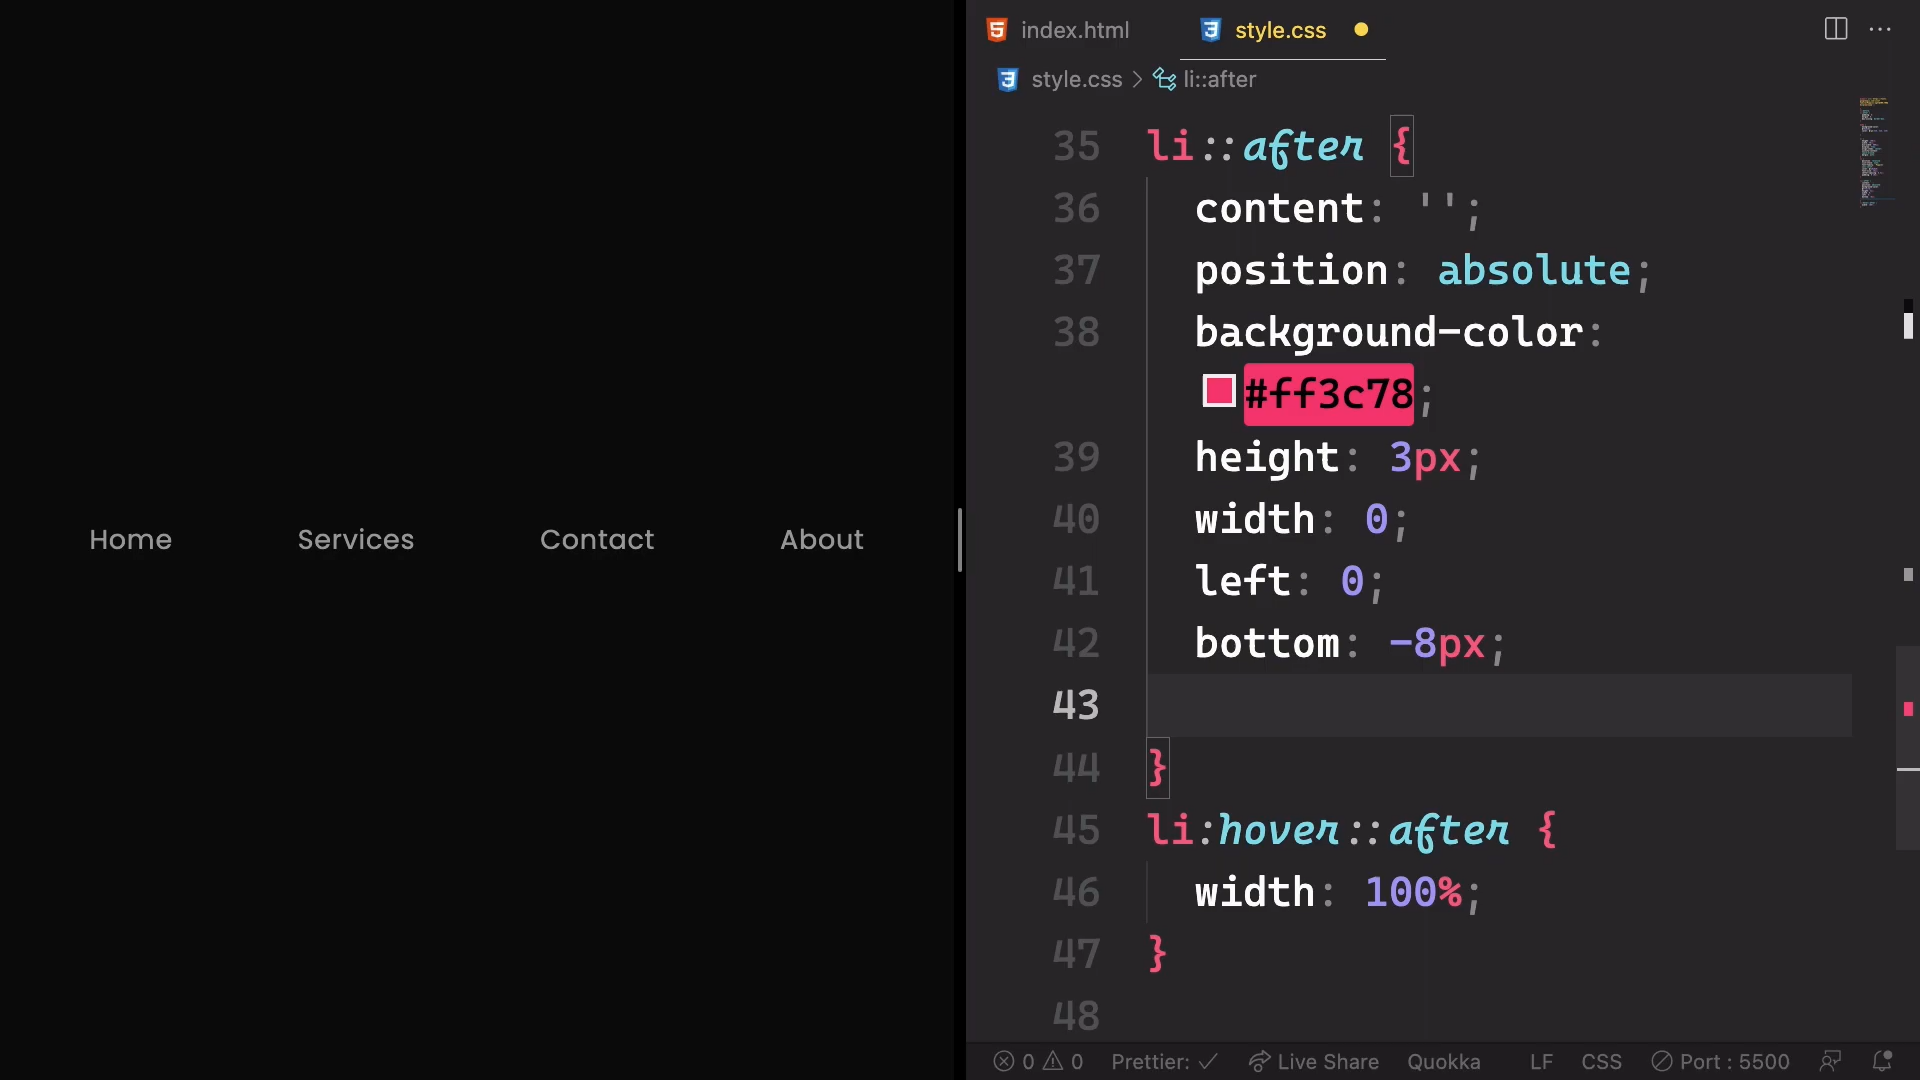 Home Services Contact About
index.html style.css
style.css > li::after
35 li::after {
36 content: '';
37 position: absolute;
38 background-color:
#ff3c78;
39 height: 3px;
40 width: 0;
41 left: 0;
42 bottom: -8px;
43
44 }
45 li:hover::after {
46 width: 100%;
47 }
48
0 0 Prettier: ✓ Live Share Quokka LF CSS Port : 5500